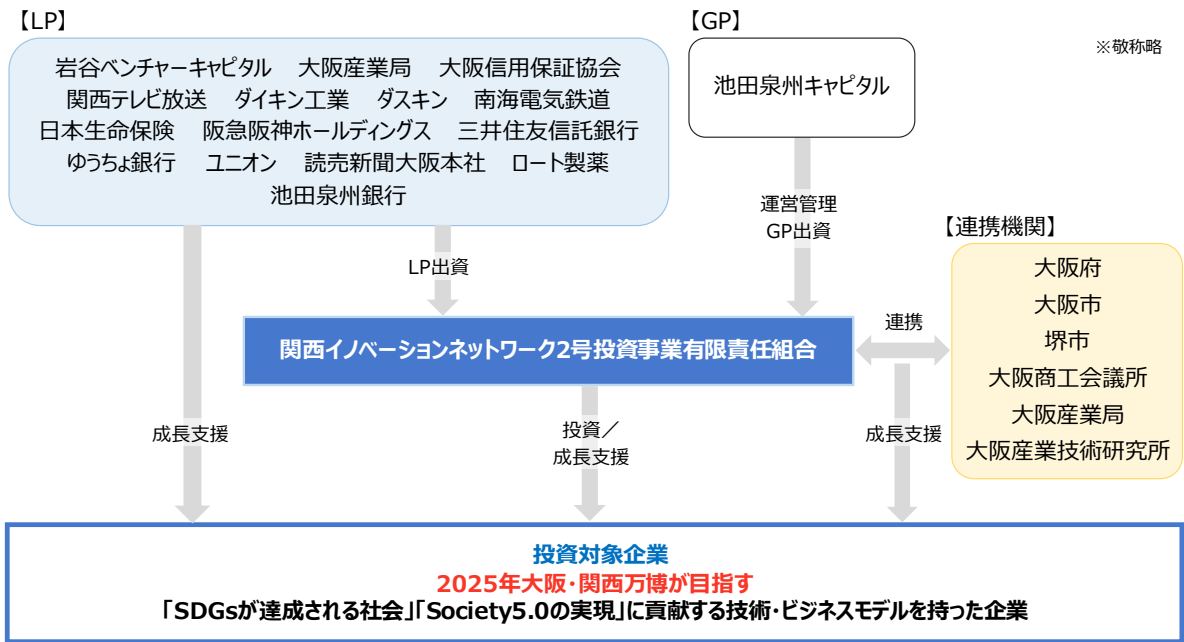 【LP】
岩谷ベンチャーキャピタル 大阪産業局 大阪信用保証協会
関西テレビ放送 ダイキン工業 ダスキン 南海電気鉄道
日本生命保険 阪急阪神ホールディングス 三井住友信託銀行
ゆうちょ銀行 ユニオン 読売新聞大阪本社 ロート製薬
池田泉州銀行
【GP】
池田泉州キャピタル
※敬称略
LP出資
運営管理
GP出資
【連携機関】
大阪府
大阪市
堺市
大阪商工会議所
大阪産業局
大阪産業技術研究所
関西イノベーションネットワーク2号投資事業有限責任組合
連携
成長支援
投資／
成長支援
成長支援
投資対象企業
2025年大阪・関西万博が目指す
「SDGsが達成される社会」「Society5.0の実現」に貢献する技術・ビジネスモデルを持った企業